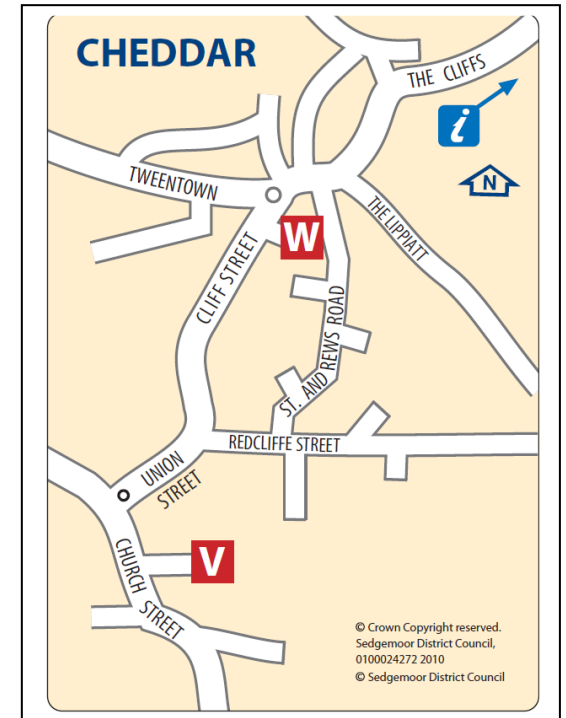 CHEDDAR
THE CLIFFS
i
N
TWEENTOWN
THE LIPPIATT
W
CLIFF STREET
ST. ANDREWS ROAD
REDCLIFFE STREET
UNION
STREET
V
CHURCH
STREET
© Crown Copyright reserved.
Sedgemoor District Council,
0100024272 2010
© Sedgemoor District Council